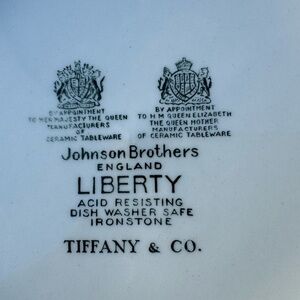 BY APPOINTMENT
TO HER MAJESTY THE QUEEN
MANUFACTURERS
OF
CERAMIC TABLEWARE
BY APPOINTMENT
TO H M QUEEN ELIZABETH
THE QUEEN MOTHER
MANUFACTURERS
OF CERAMIC TABLEWARE
Johnson Brothers
ENGLAND
LIBERTY
ACID RESISTING
DISH WASHER SAFE
IRONSTONE
TIFFANY & CO.